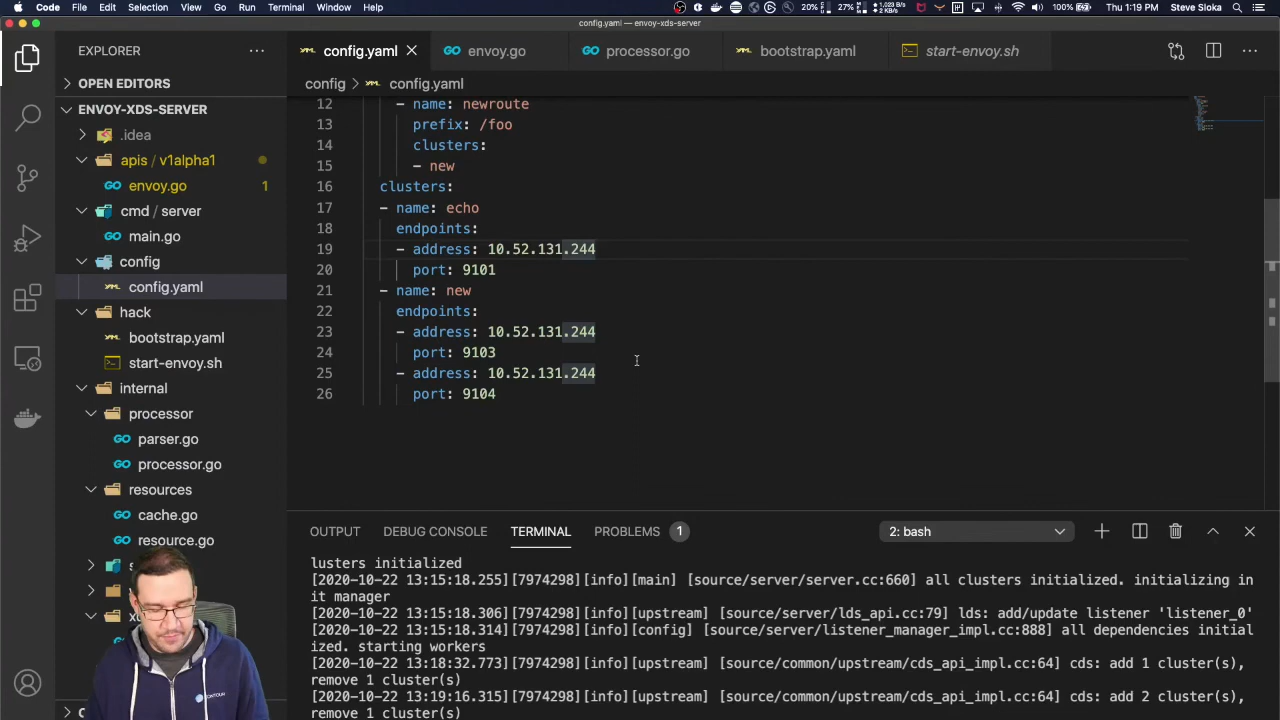 Code File Edit Selection View Go Run Terminal Window Help
20% 27% 1,023 B/s 2 KB/s 100% Thu 1:19 PM Steve Sloka
config.yaml — envoy-xds-server
EXPLORER
config.yaml envoy.go processor.go bootstrap.yaml start-envoy.sh
OPEN EDITORS
config > config.yaml
ENVOY-XDS-SERVER
.idea
apis / v1alpha1
envoy.go 1
cmd / server
main.go
config
config.yaml
hack
bootstrap.yaml
start-envoy.sh
internal
processor
parser.go
processor.go
resources
cache.go
resource.go
12 - name: newroute
13 prefix: /foo
14 clusters:
15 - new
16 clusters:
17 - name: echo
18 endpoints:
19 - address: 10.52.131.244
20 port: 9101
21 - name: new
22 endpoints:
23 - address: 10.52.131.244
24 port: 9103
25 - address: 10.52.131.244
26 port: 9104
OUTPUT DEBUG CONSOLE TERMINAL PROBLEMS 1 2: bash
lusters initialized
[2020-10-22 13:15:18.255][7974298][info][main] [source/server/server.cc:660] all clusters initialized. initializing in
it manager
[2020-10-22 13:15:18.306][7974298][info][upstream] [source/server/lds_api.cc:79] lds: add/update listener 'listener_0'
[2020-10-22 13:15:18.314][7974298][info][config] [source/server/listener_manager_impl.cc:888] all dependencies initial
ized. starting workers
[2020-10-22 13:18:32.773][7974298][info][upstream] [source/common/upstream/cds_api_impl.cc:64] cds: add 1 cluster(s),
remove 1 cluster(s)
[2020-10-22 13:19:16.315][7974298][info][upstream] [source/common/upstream/cds_api_impl.cc:64] cds: add 2 cluster(s),
remove 1 cluster(s)